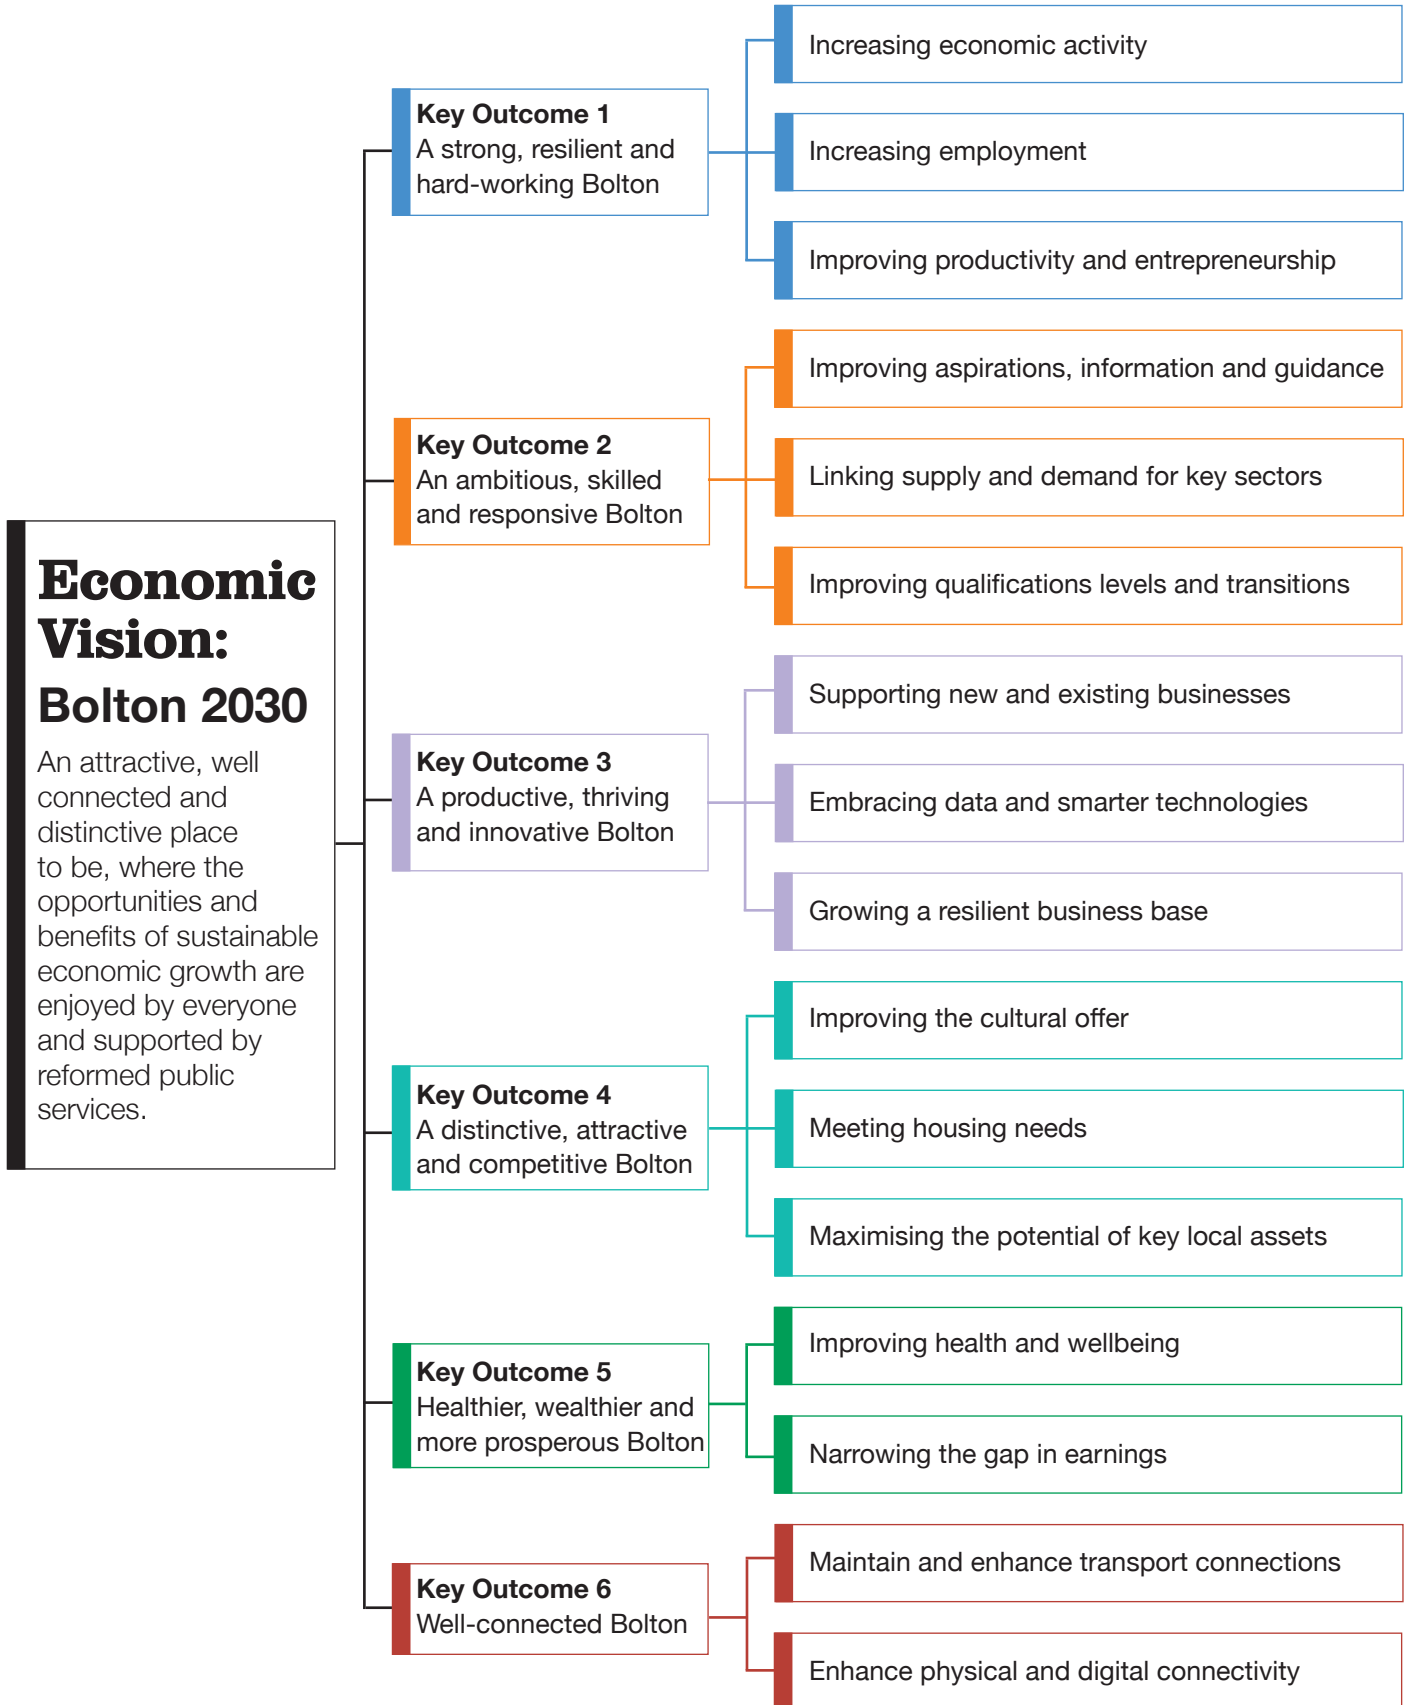 Economic
Vision:
Bolton 2030
An attractive, well
connected and
distinctive place
to be, where the
opportunities and
benefits of sustainable
economic growth are
enjoyed by everyone
and supported by
reformed public
services.
Key Outcome 1
A strong, resilient and
hard-working Bolton
Increasing economic activity
Increasing employment
Improving productivity and entrepreneurship
Key Outcome 2
An ambitious, skilled
and responsive Bolton
Improving aspirations, information and guidance
Linking supply and demand for key sectors
Improving qualifications levels and transitions
Key Outcome 3
A productive, thriving
and innovative Bolton
Supporting new and existing businesses
Embracing data and smarter technologies
Growing a resilient business base
Key Outcome 4
A distinctive, attractive
and competitive Bolton
Improving the cultural offer
Meeting housing needs
Maximising the potential of key local assets
Key Outcome 5
Healthier, wealthier and
more prosperous Bolton
Improving health and wellbeing
Narrowing the gap in earnings
Key Outcome 6
Well-connected Bolton
Maintain and enhance transport connections
Enhance physical and digital connectivity